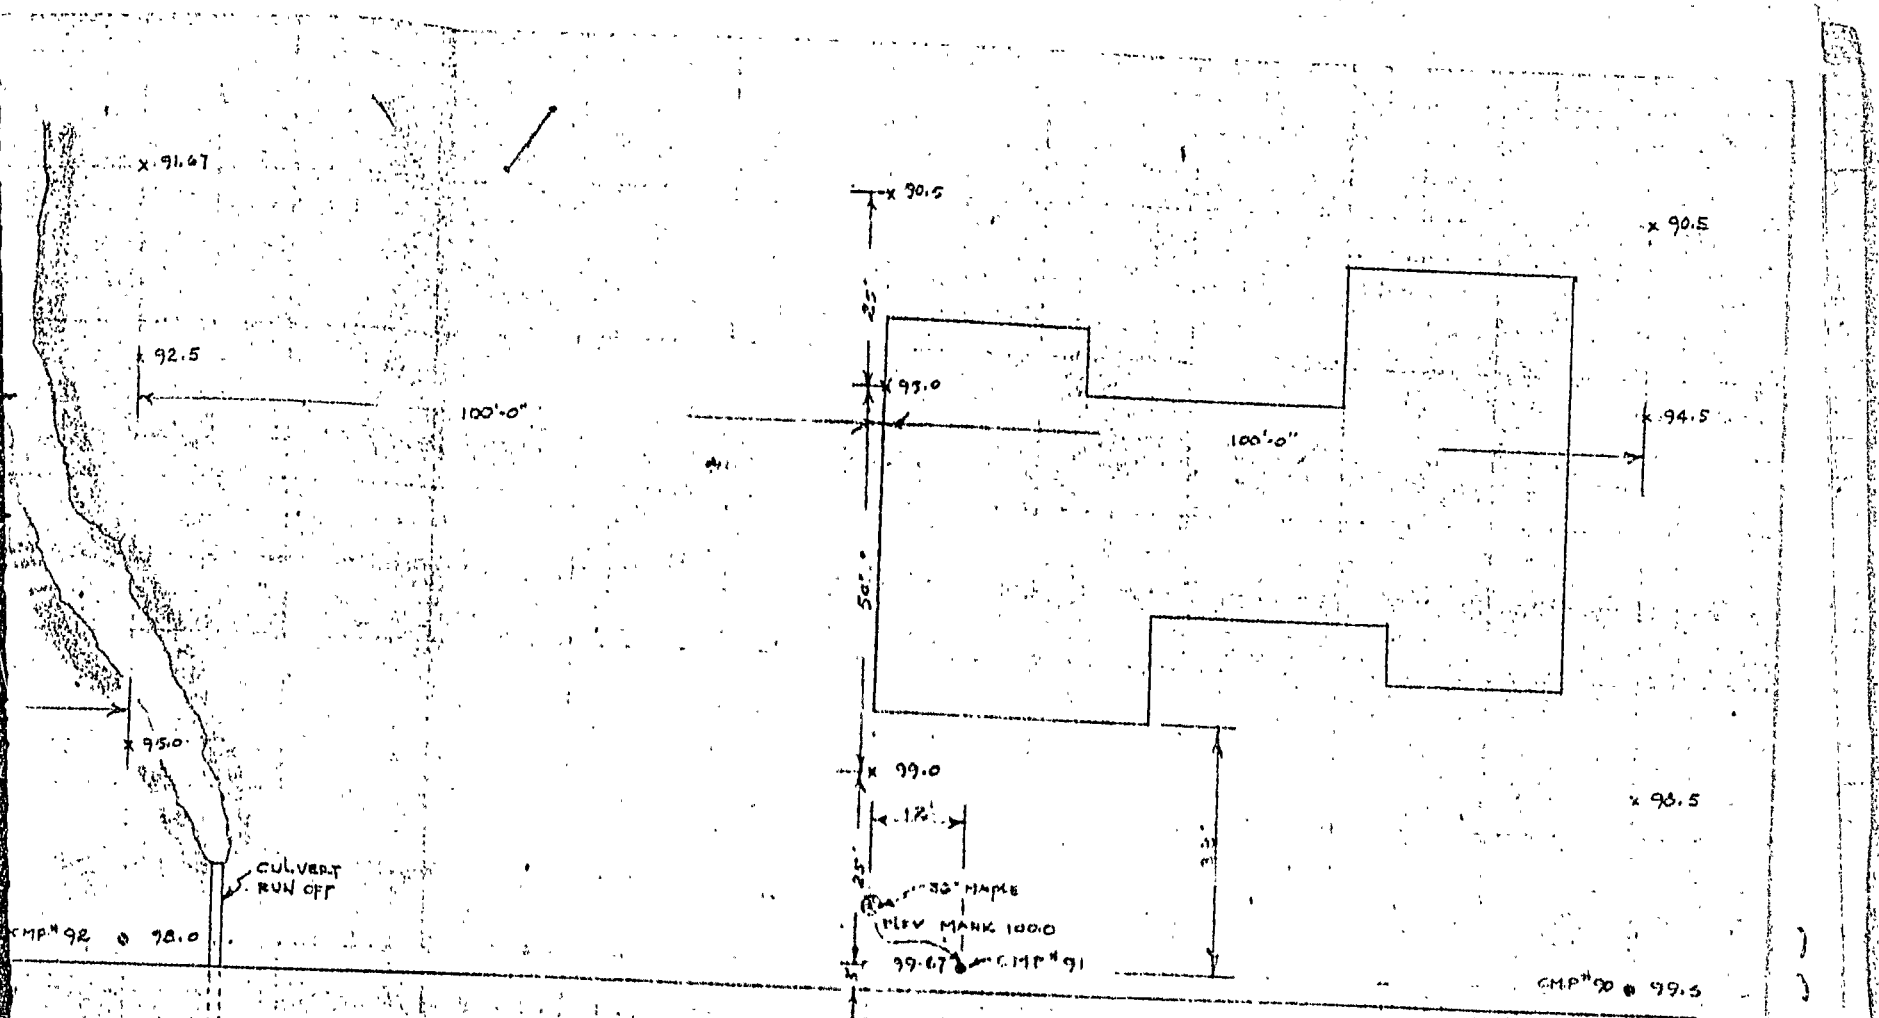 x 91.67
x 90.5
x 90.5
25'
x 92.5
x 93.0
x 94.5
100'-0"
100'-0"
50'
x 95.0
x 99.0
x 98.5
12'
25'
CULVERT
RUN OFF
32" MAPLE
ELEV MARK 100.0
CMP#92 98.0
99.67 CMP#91
5'
CMP#90 99.5